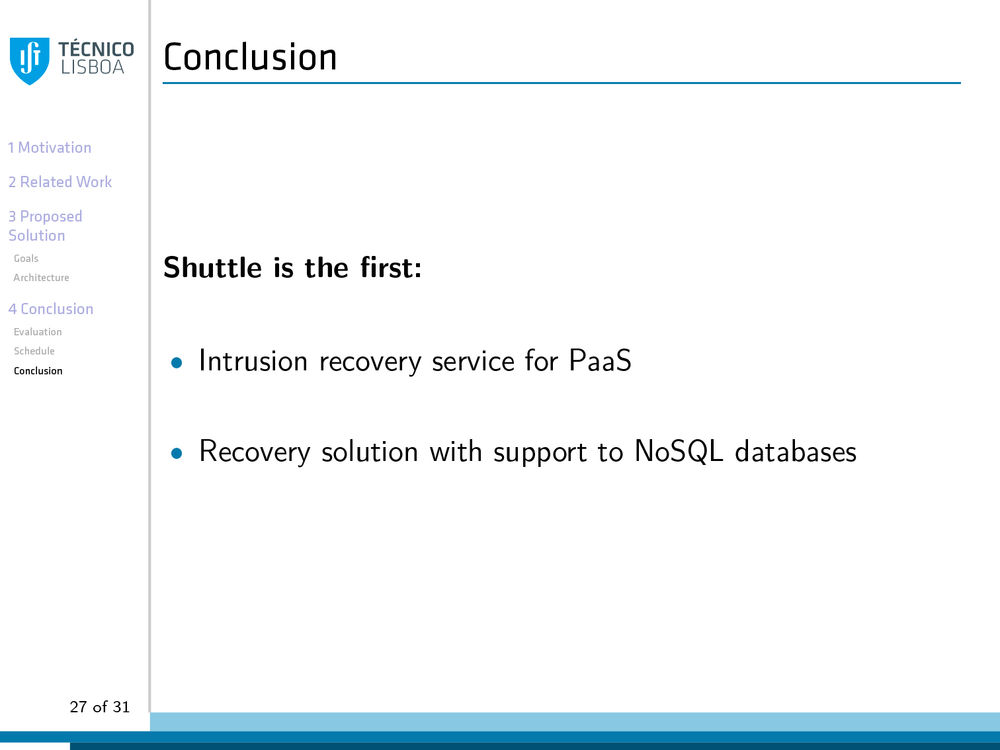 TÉCNICO
LISBOA
Conclusion
1 Motivation
2 Related Work
3 Proposed
Solution
Goals
Architecture
4 Conclusion
Evaluation
Schedule
Conclusion
Shuttle is the first:
• Intrusion recovery service for PaaS
• Recovery solution with support to NoSQL databases
27 of 31